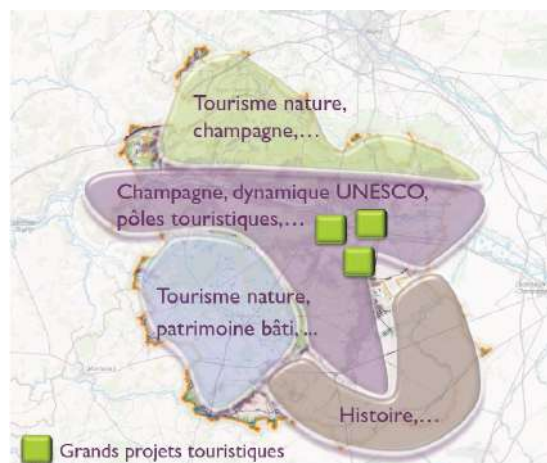 Tourisme nature,
champagne,...
Champagne, dynamique UNESCO,
pôles touristiques,...
Tourisme nature,
patrimoine bâti, ...
Histoire,...
Grands projets touristiques